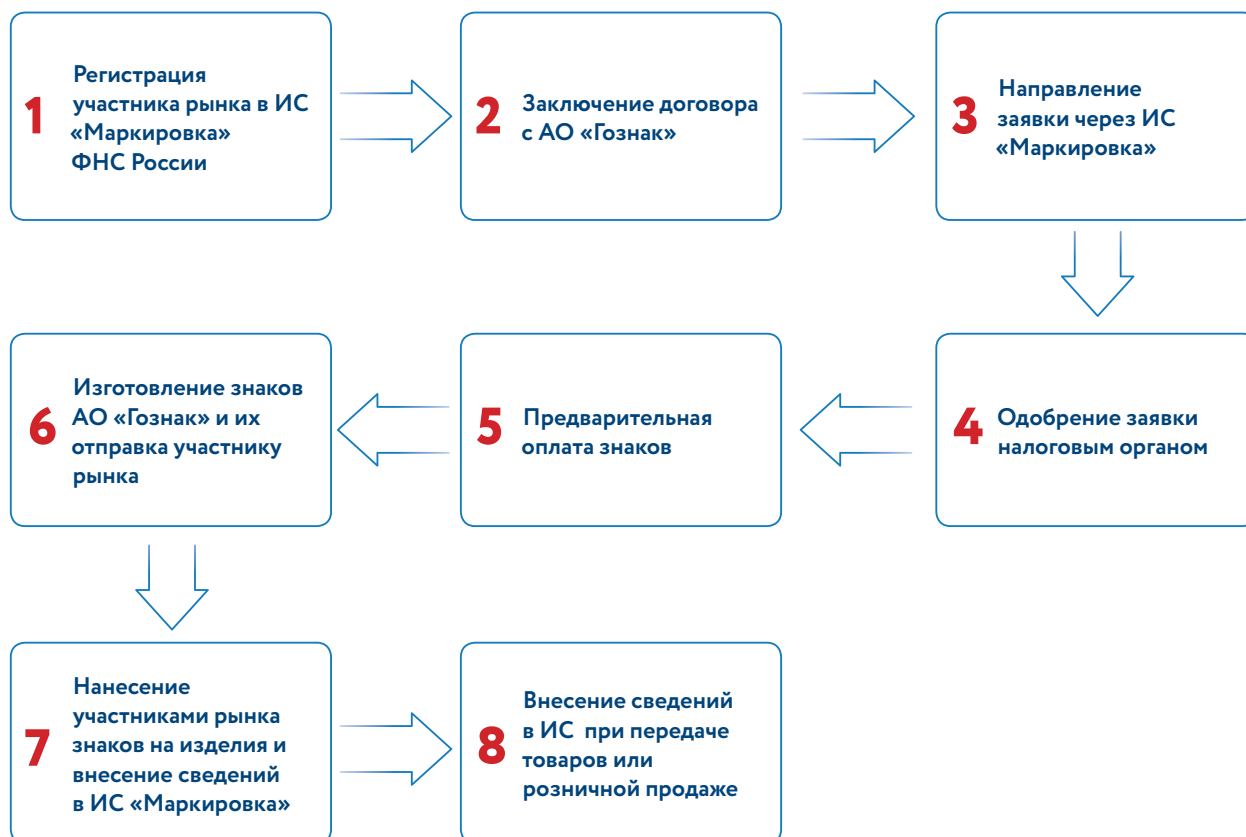 1
Регистрация
участника рынка в ИС
«Маркировка»
ФНС России
2
Заключение договора
с АО «Гознак»
3
Направление
заявки через ИС
«Маркировка»
4
Одобрение заявки
налоговым органом
5
Предварительная
оплата знаков
6
Изготовление знаков
АО «Гознак» и их
отправка участнику
рынка
7
Нанесение
участниками рынка
знаков на изделия и
внесение сведений
в ИС «Маркировка»
8
Внесение сведений
в ИС при передаче
товаров или
розничной продаже